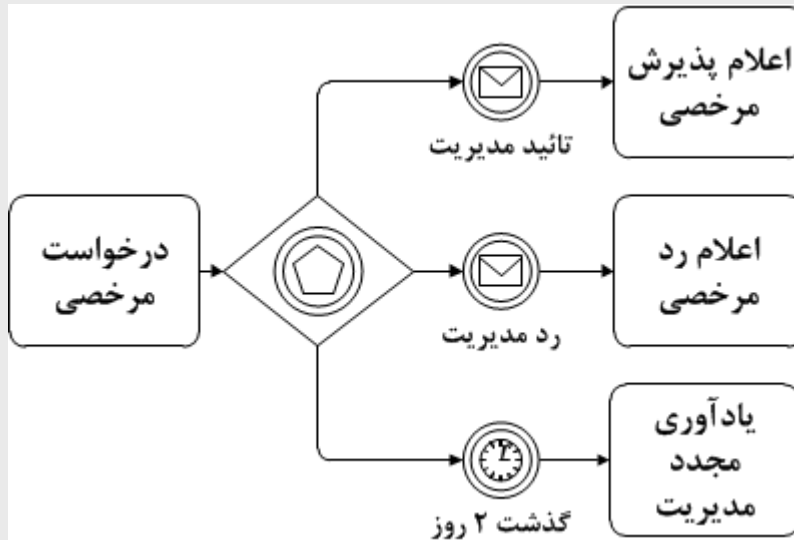 اعلام پذیرش
مرخصی
تائید مدیریت
درخواست
مرخصی
اعلام رد
مرخصی
رد مدیریت
یادآوری
مجدد
مدیریت
گذشت ۲ روز